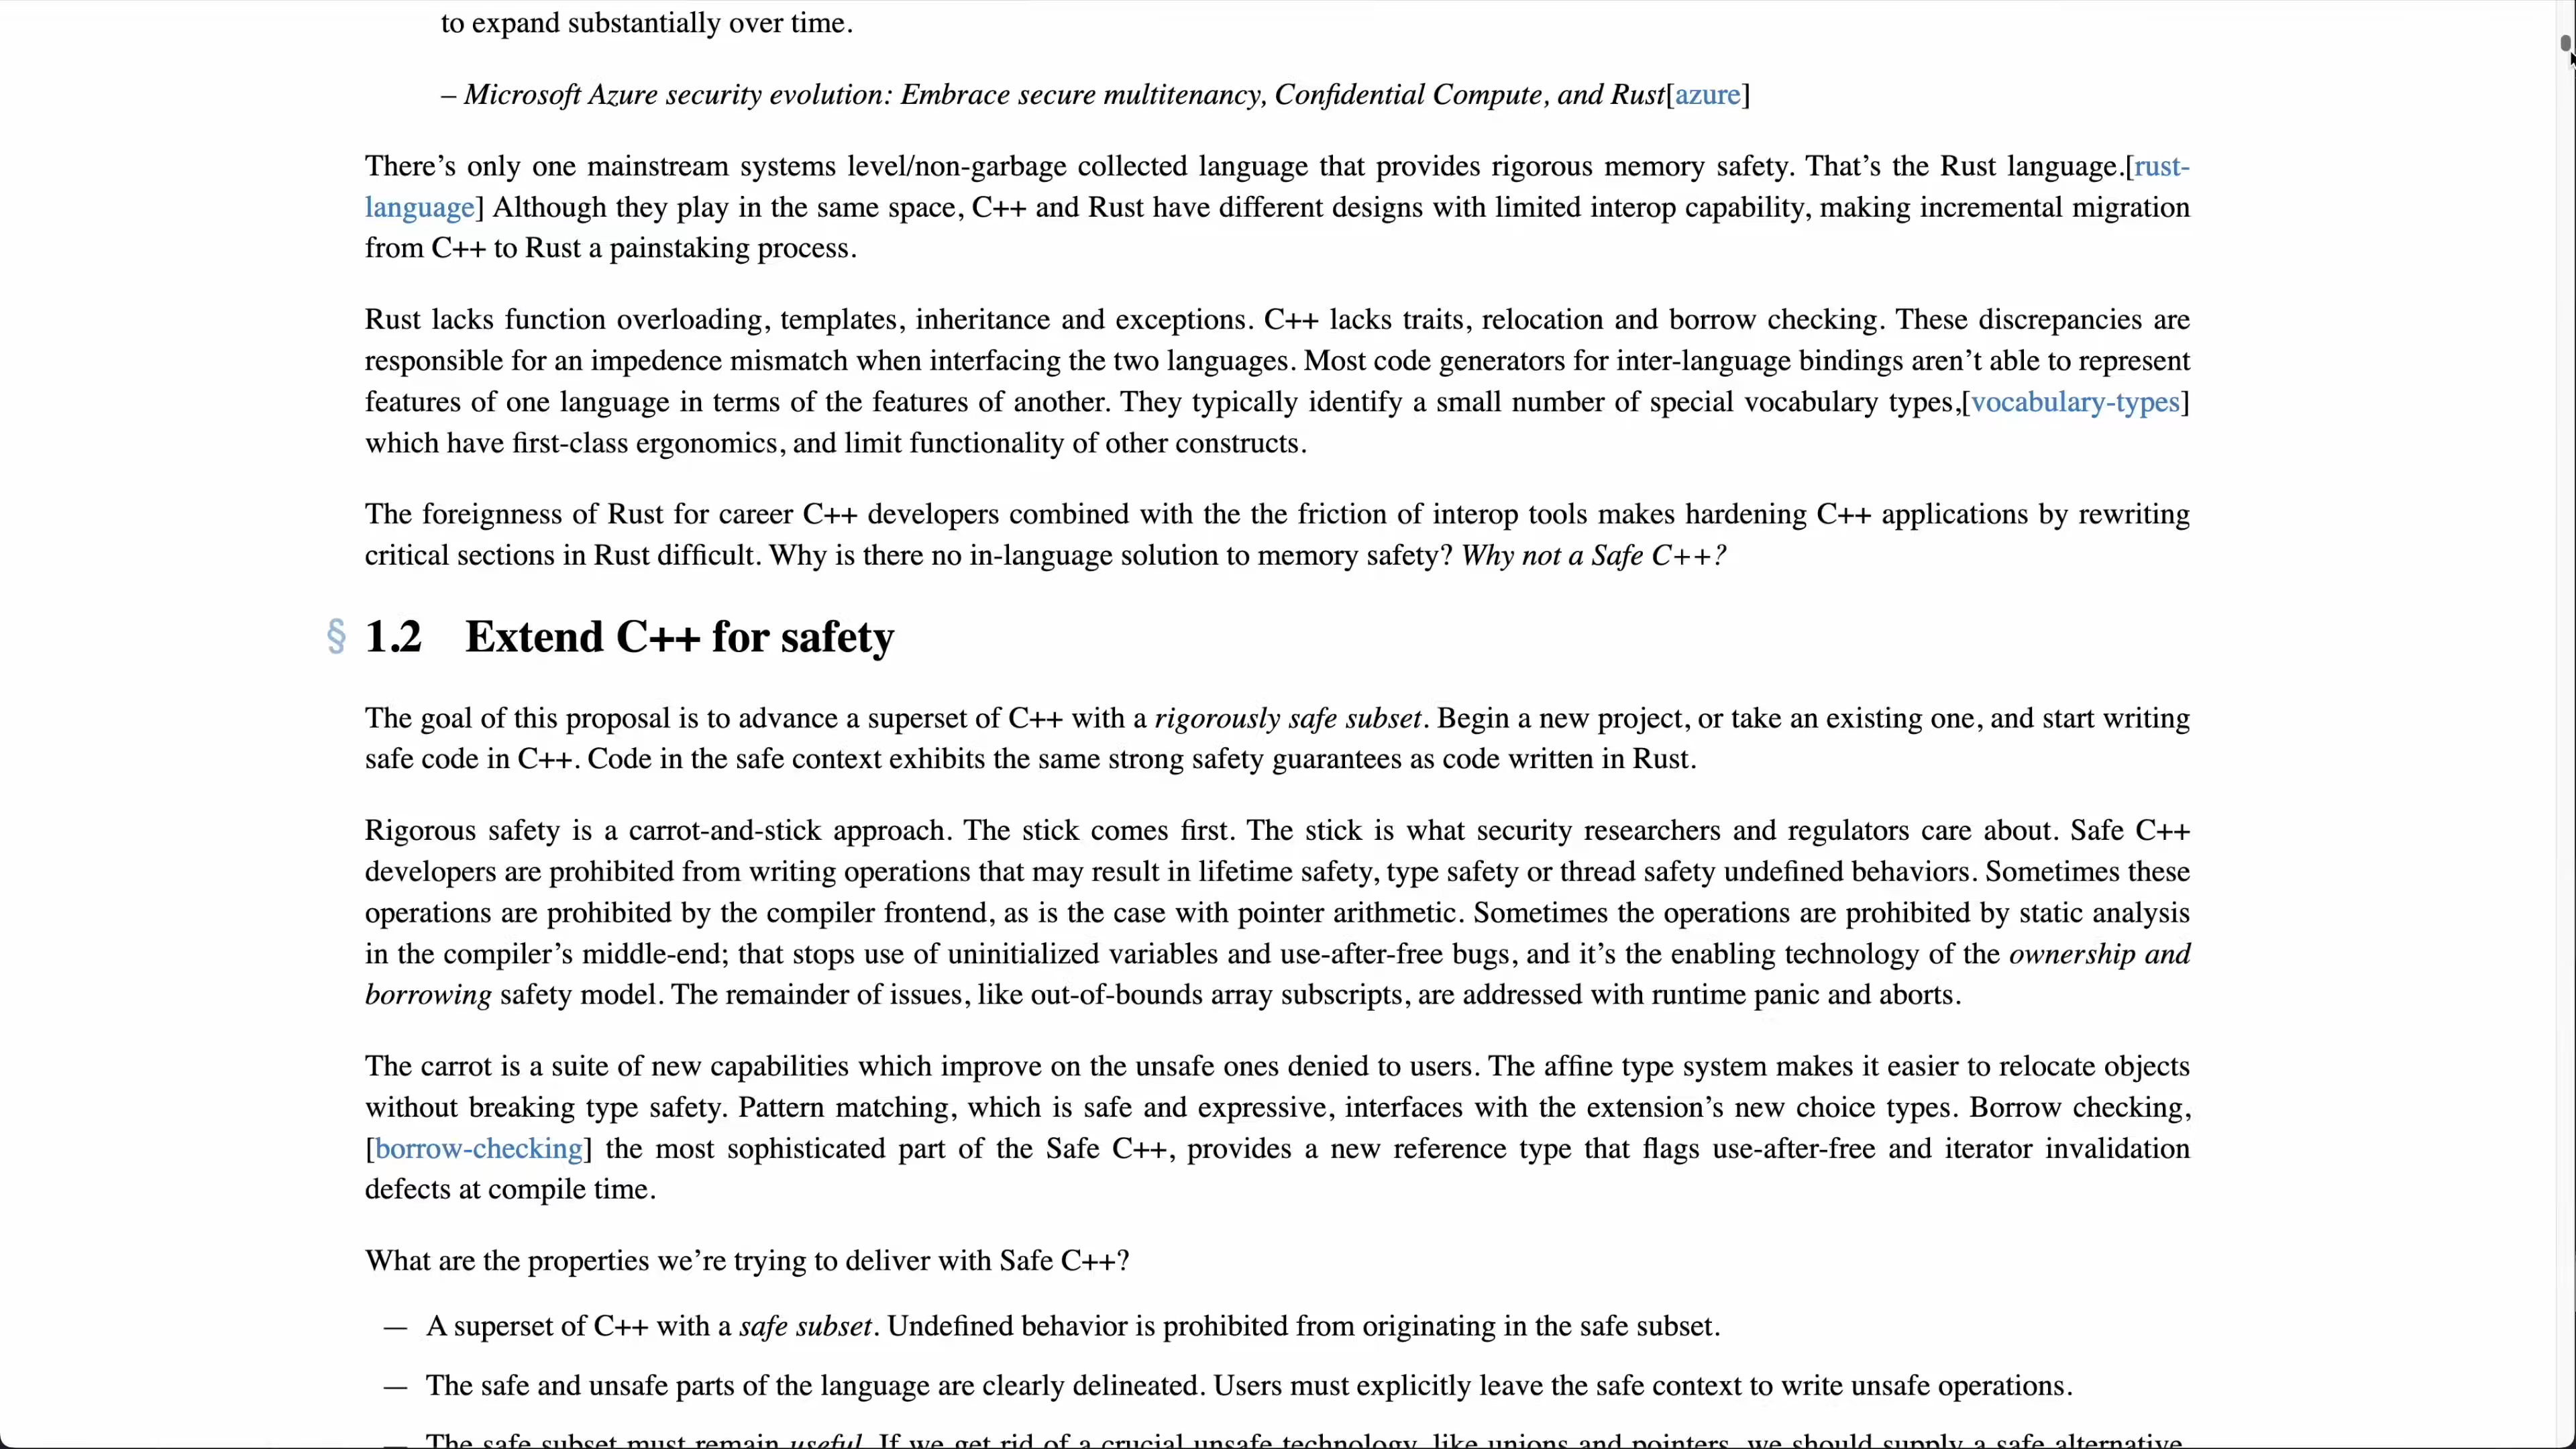 to expand substantially over time.
– Microsoft Azure security evolution: Embrace secure multitenancy, Confidential Compute, and Rust[azure]
There’s only one mainstream systems level/non-garbage collected language that provides rigorous memory safety. That’s the Rust language.[rust-
language] Although they play in the same space, C++ and Rust have different designs with limited interop capability, making incremental migration
from C++ to Rust a painstaking process.
Rust lacks function overloading, templates, inheritance and exceptions. C++ lacks traits, relocation and borrow checking. These discrepancies are
responsible for an impedence mismatch when interfacing the two languages. Most code generators for inter-language bindings aren’t able to represent
features of one language in terms of the features of another. They typically identify a small number of special vocabulary types,[vocabulary-types]
which have first-class ergonomics, and limit functionality of other constructs.
The foreignness of Rust for career C++ developers combined with the the friction of interop tools makes hardening C++ applications by rewriting
critical sections in Rust difficult. Why is there no in-language solution to memory safety? Why not a Safe C++?
§ 1.2 Extend C++ for safety
The goal of this proposal is to advance a superset of C++ with a rigorously safe subset. Begin a new project, or take an existing one, and start writing
safe code in C++. Code in the safe context exhibits the same strong safety guarantees as code written in Rust.
Rigorous safety is a carrot-and-stick approach. The stick comes first. The stick is what security researchers and regulators care about. Safe C++
developers are prohibited from writing operations that may result in lifetime safety, type safety or thread safety undefined behaviors. Sometimes these
operations are prohibited by the compiler frontend, as is the case with pointer arithmetic. Sometimes the operations are prohibited by static analysis
in the compiler’s middle-end; that stops use of uninitialized variables and use-after-free bugs, and it’s the enabling technology of the ownership and
borrowing safety model. The remainder of issues, like out-of-bounds array subscripts, are addressed with runtime panic and aborts.
The carrot is a suite of new capabilities which improve on the unsafe ones denied to users. The affine type system makes it easier to relocate objects
without breaking type safety. Pattern matching, which is safe and expressive, interfaces with the extension’s new choice types. Borrow checking,
[borrow-checking] the most sophisticated part of the Safe C++, provides a new reference type that flags use-after-free and iterator invalidation
defects at compile time.
What are the properties we’re trying to deliver with Safe C++?
— A superset of C++ with a safe subset. Undefined behavior is prohibited from originating in the safe subset.
— The safe and unsafe parts of the language are clearly delineated. Users must explicitly leave the safe context to write unsafe operations.
— The safe subset must remain useful. If we get rid of a crucial unsafe technology, like unions and pointers, we should supply a safe alternative,